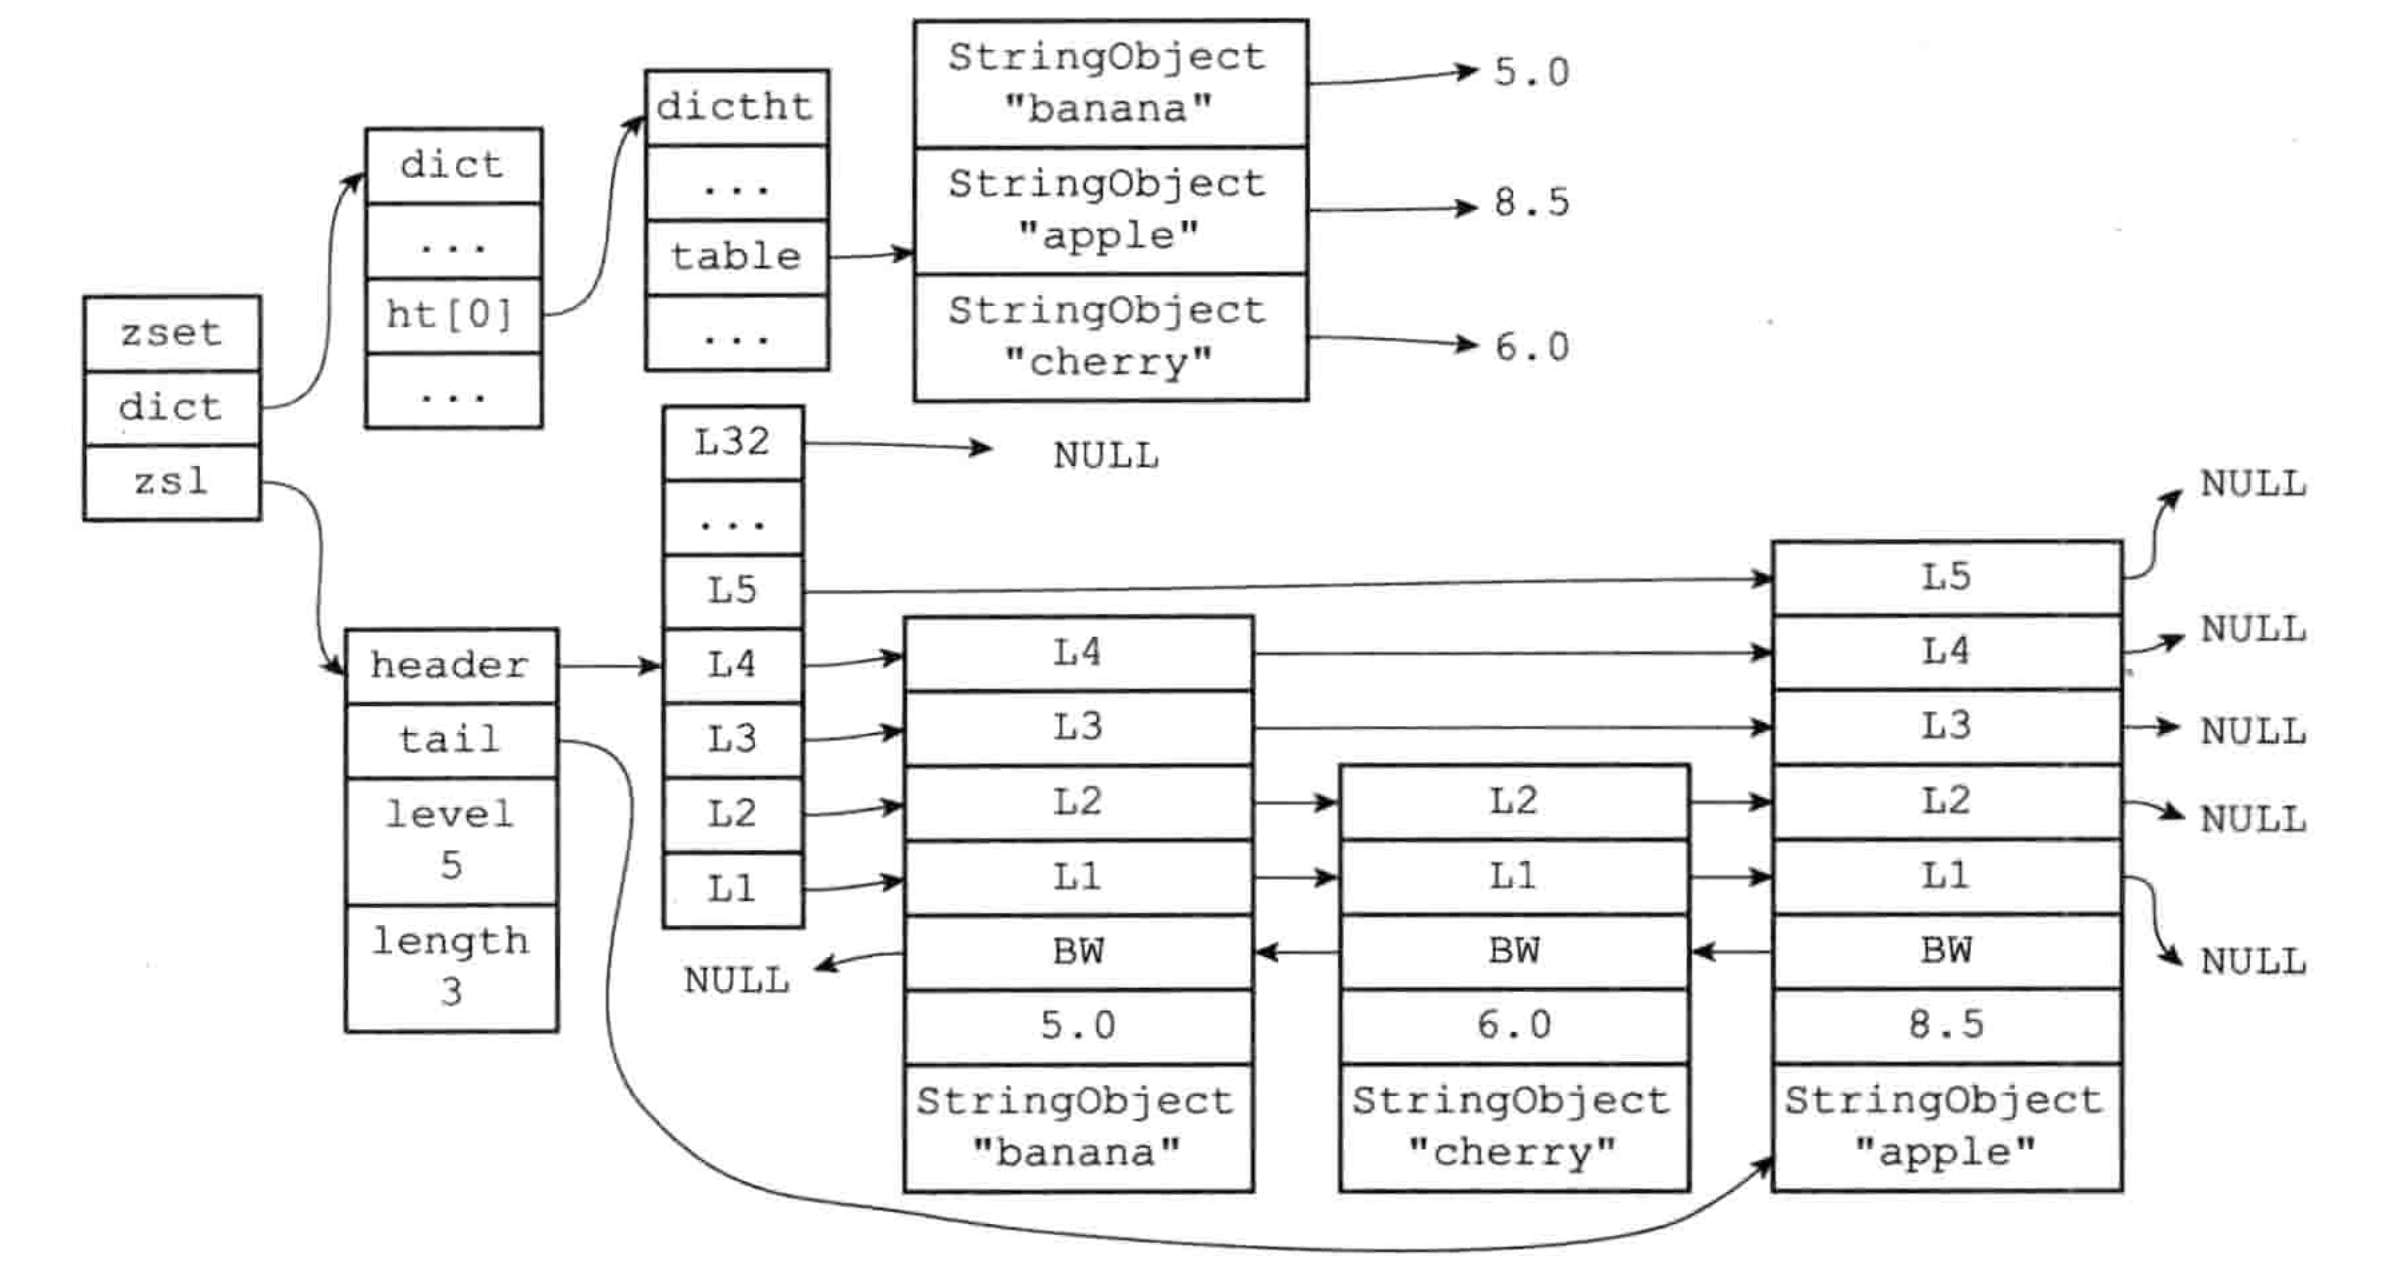 zset
dict
zsl
dict
...
ht[0]
...
dictht
...
table
...
StringObject
"banana"
StringObject
"apple"
StringObject
"cherry"
5.0
8.5
6.0
header
tail
level
5
length
3
L32
...
L5
L4
L3
L2
L1
NULL
NULL
L4
L3
L2
L1
BW
5.0
StringObject
"banana"
L2
L1
BW
6.0
StringObject
"cherry"
L5
L4
L3
L2
L1
BW
8.5
StringObject
"apple"
NULL
NULL
NULL
NULL
NULL